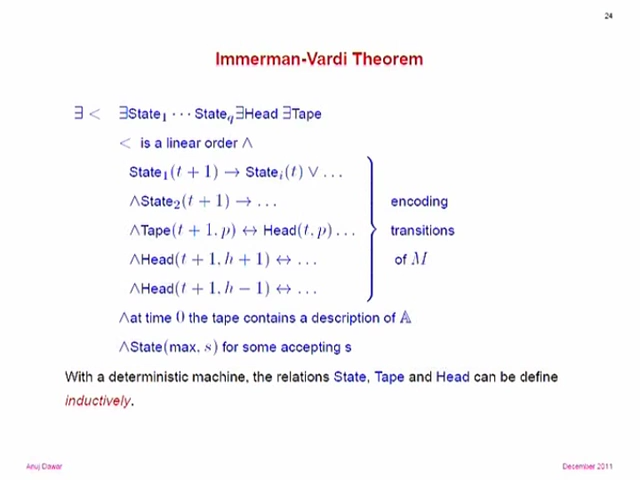 24
Immerman-Vardi Theorem
∃ < ∃State₁ ··· State_q ∃Head ∃Tape
< is a linear order ∧
State₁(t + 1) → Stateᵢ(t) ∨ ...
∧State₂(t + 1) → ...
∧Tape(t + 1, p) ↔ Head(t, p) ...
∧Head(t + 1, h + 1) ↔ ...
∧Head(t + 1, h − 1) ↔ ...
encoding
transitions
of M
∧at time 0 the tape contains a description of 𝔸
∧State(max, s) for some accepting s
With a deterministic machine, the relations State, Tape and Head can be define
inductively.
Anuj Dawar
December 2011